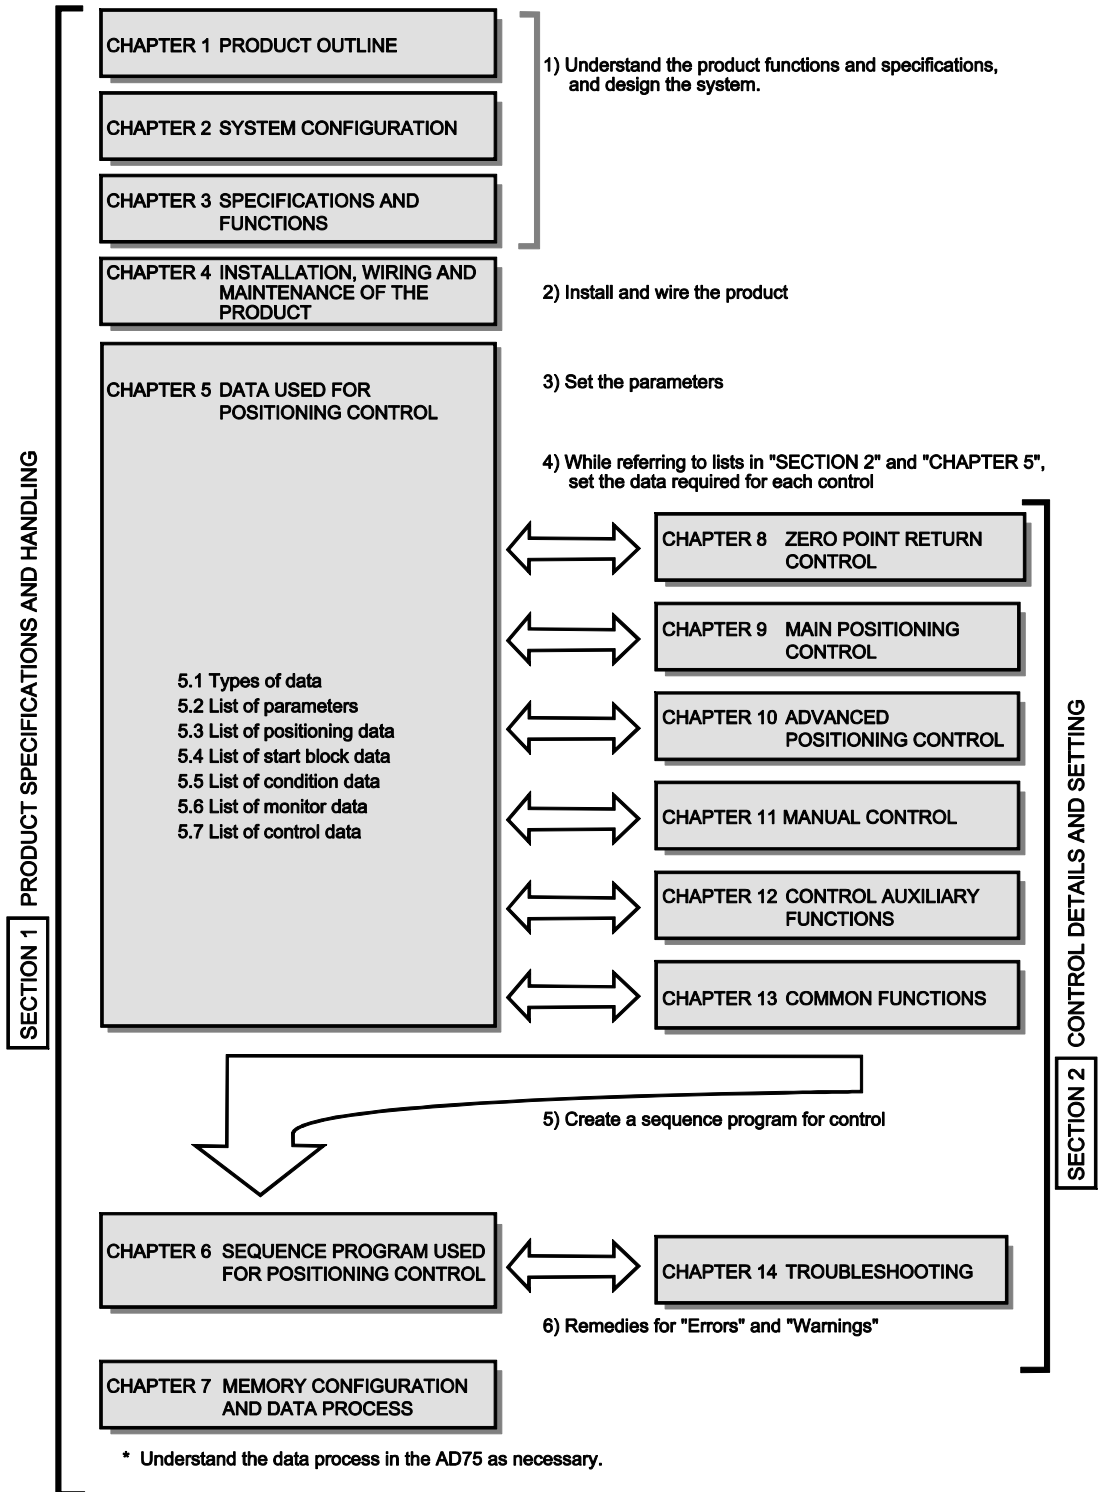 CHAPTER 1 PRODUCT OUTLINE
1) Understand the product functions and specifications,
and design the system.
CHAPTER 2 SYSTEM CONFIGURATION
CHAPTER 3 SPECIFICATIONS AND
FUNCTIONS
CHAPTER 4 INSTALLATION, WIRING AND
MAINTENANCE OF THE
PRODUCT
2) Install and wire the product
CHAPTER 5 DATA USED FOR
POSITIONING CONTROL
3) Set the parameters
4) While referring to lists in "SECTION 2" and "CHAPTER 5",
set the data required for each control
5.1 Types of data
5.2 List of parameters
5.3 List of positioning data
5.4 List of start block data
5.5 List of condition data
5.6 List of monitor data
5.7 List of control data
CHAPTER 8 ZERO POINT RETURN
CONTROL
CHAPTER 9 MAIN POSITIONING
CONTROL
CHAPTER 10 ADVANCED
POSITIONING CONTROL
CHAPTER 11 MANUAL CONTROL
CHAPTER 12 CONTROL AUXILIARY
FUNCTIONS
CHAPTER 13 COMMON FUNCTIONS
5) Create a sequence program for control
CHAPTER 6 SEQUENCE PROGRAM USED
FOR POSITIONING CONTROL
CHAPTER 14 TROUBLESHOOTING
6) Remedies for "Errors" and "Warnings"
CHAPTER 7 MEMORY CONFIGURATION
AND DATA PROCESS
* Understand the data process in the AD75 as necessary.
SECTION 1 PRODUCT SPECIFICATIONS AND HANDLING
SECTION 2 CONTROL DETAILS AND SETTING